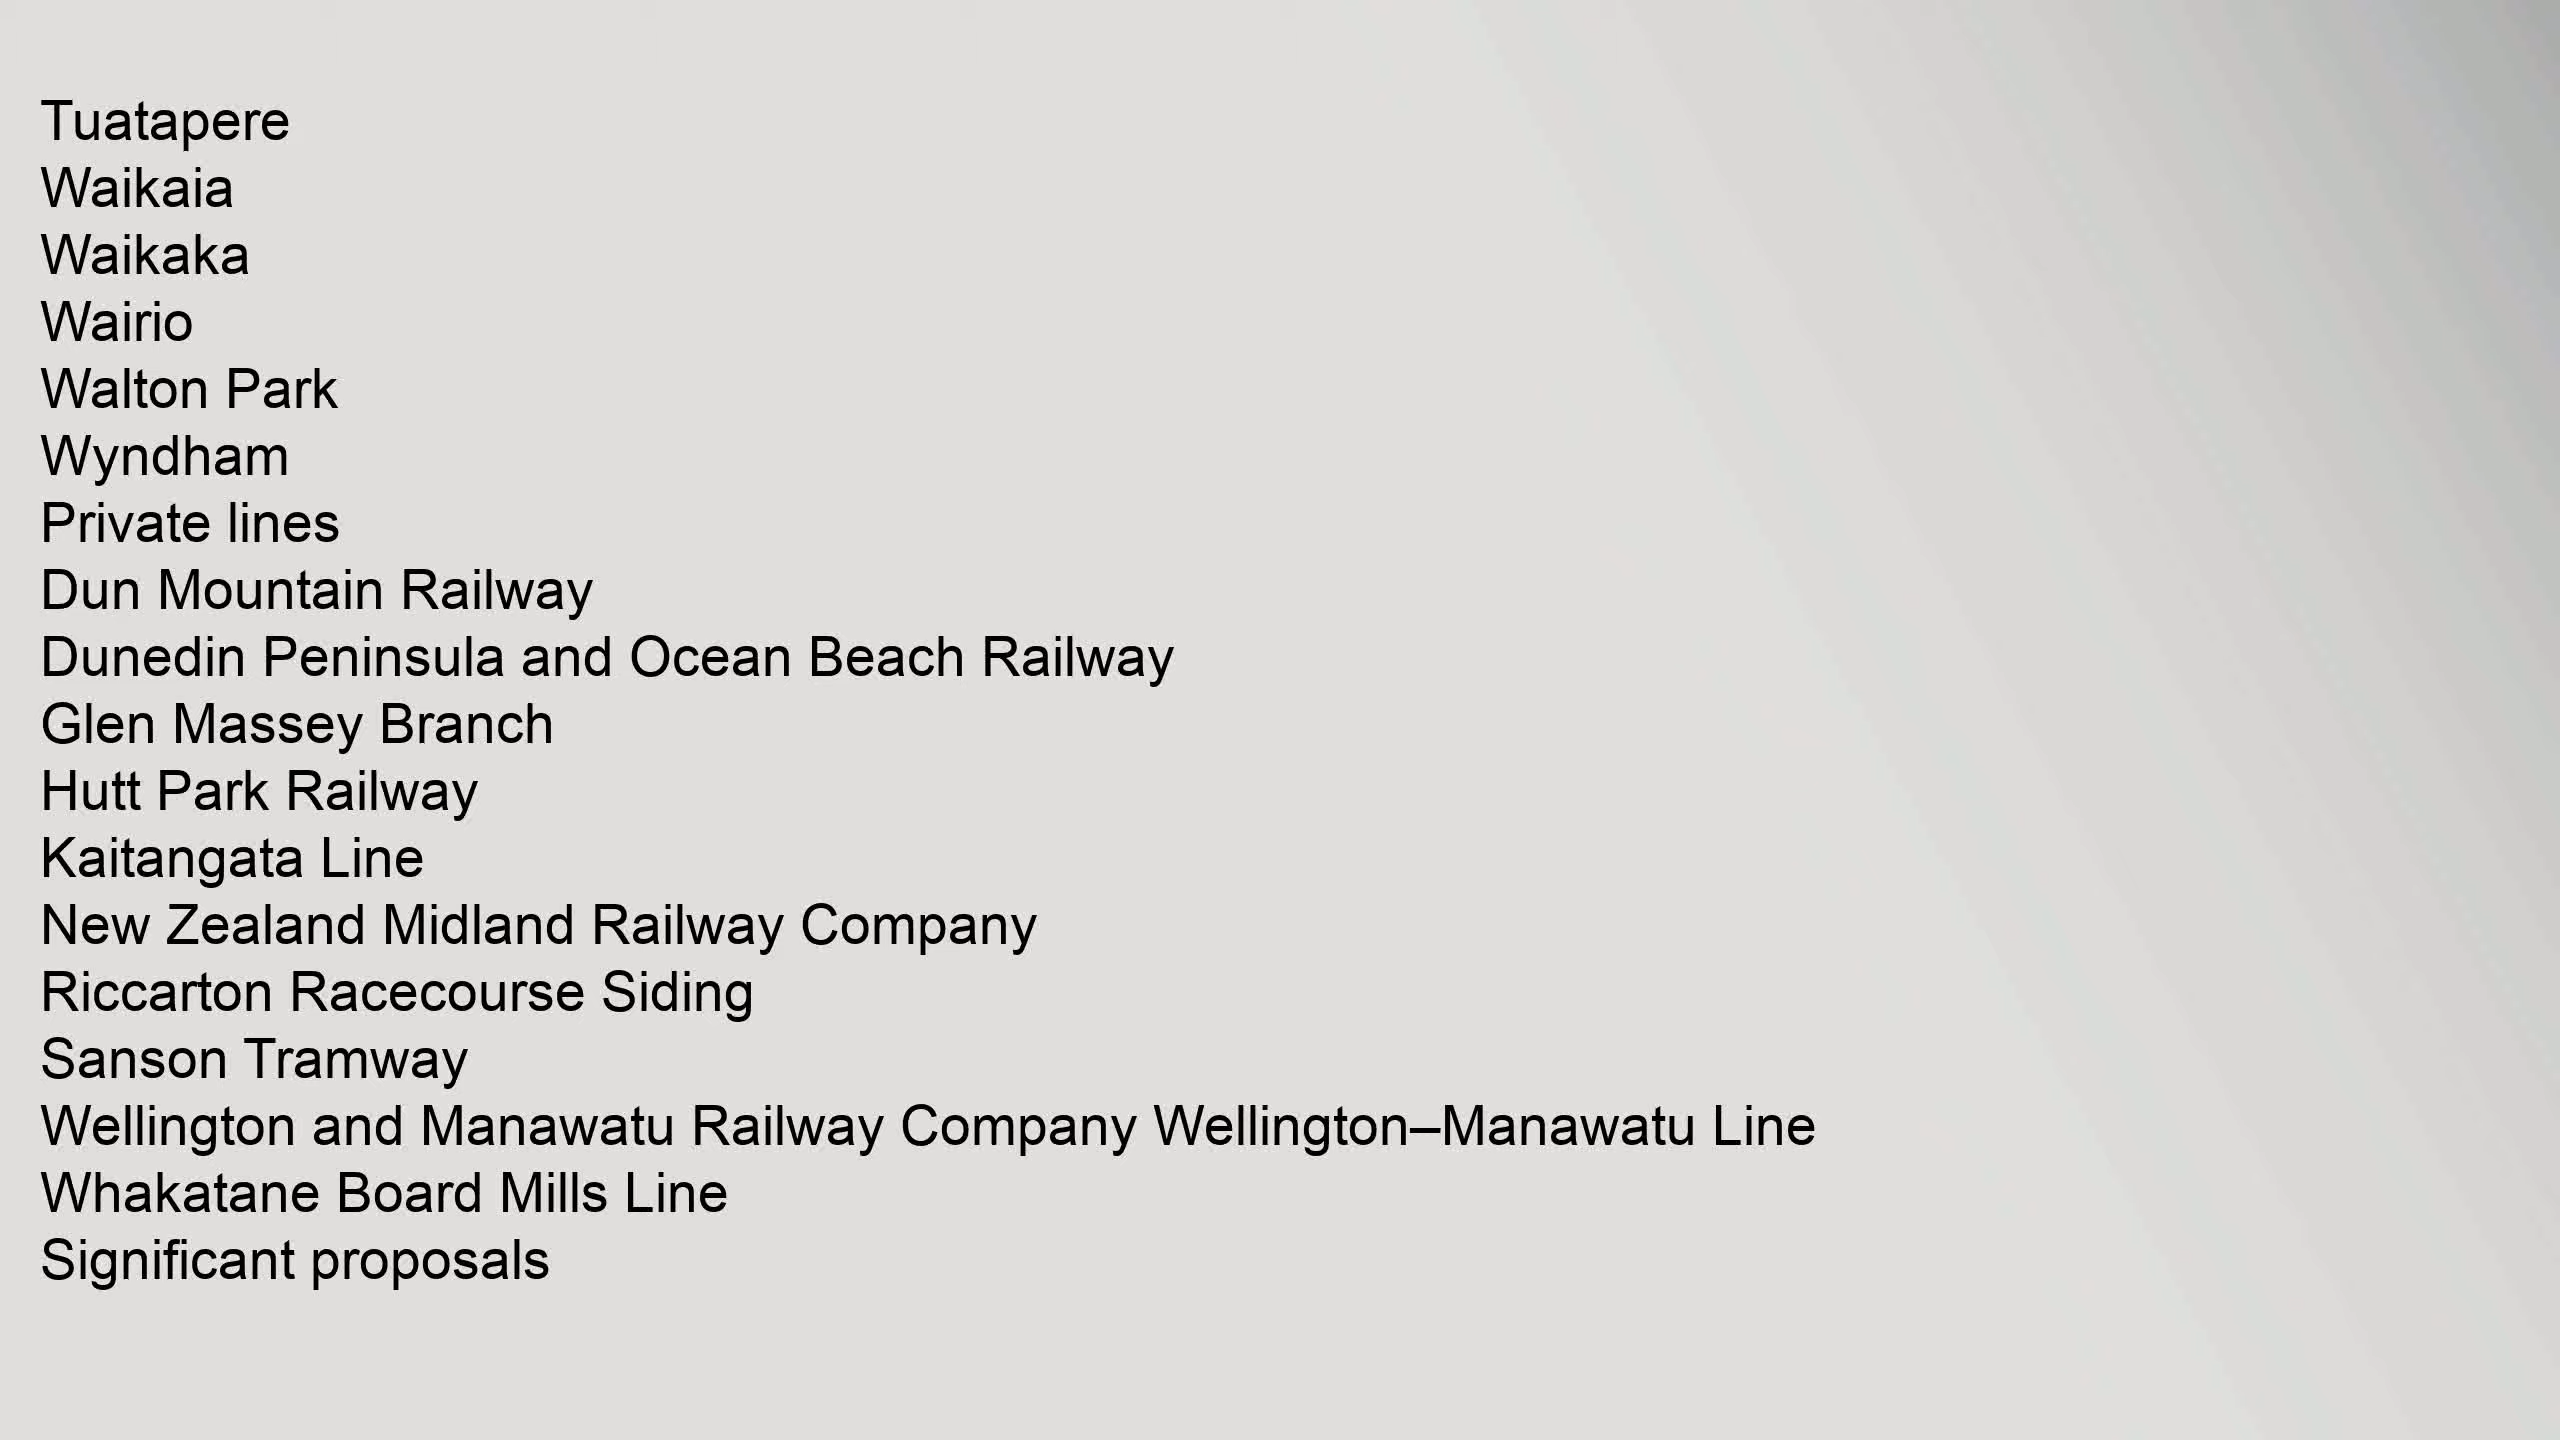 Tuatapere
Waikaia
Waikaka
Wairio
Walton Park
Wyndham
Private lines
Dun Mountain Railway
Dunedin Peninsula and Ocean Beach Railway
Glen Massey Branch
Hutt Park Railway
Kaitangata Line
New Zealand Midland Railway Company
Riccarton Racecourse Siding
Sanson Tramway
Wellington and Manawatu Railway Company Wellington–Manawatu Line
Whakatane Board Mills Line
Significant proposals